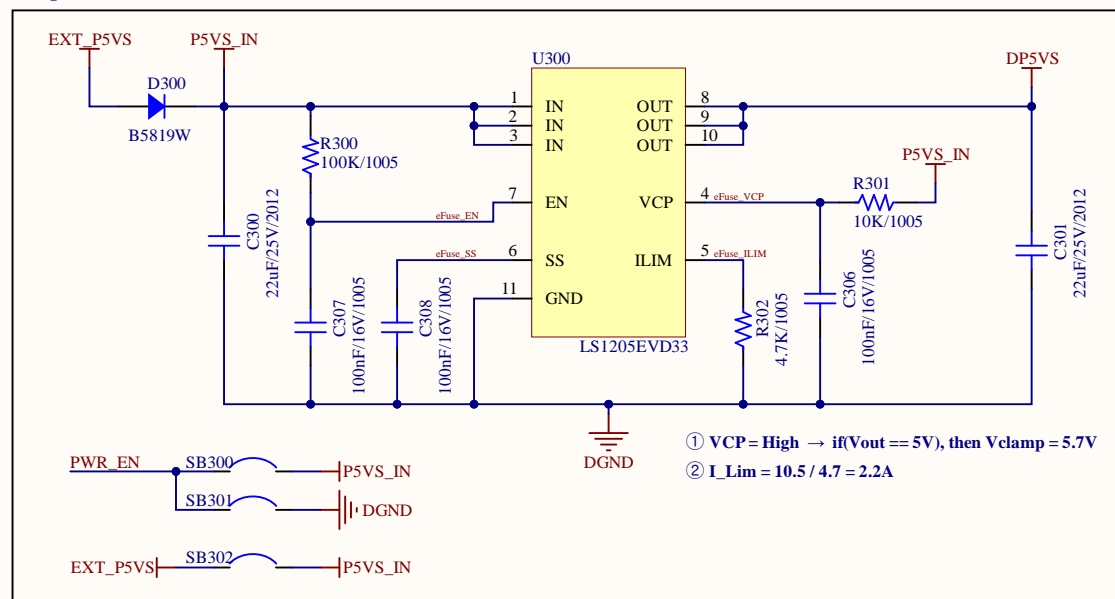 EXT_P5VS
P5VS_IN
D300
B5819W
R300
100K/1005
C300
22uF/25V/2012
C307
100nF/16V/1005
C308
100nF/16V/1005
eFuse_EN
eFuse_SS
U300
1 IN
2 IN
3 IN
7 EN
6 SS
11 GND
OUT 8
OUT 9
OUT 10
VCP 4
ILIM 5
LS1205EVD33
eFuse_VCP
eFuse_ILIM
R302
4.7K/1005
R301
10K/1005
P5VS_IN
C306
100nF/16V/1005
DP5VS
C301
22uF/25V/2012
DGND
① VCP = High → if(Vout == 5V), then Vclamp = 5.7V
② I_Lim = 10.5 / 4.7 = 2.2A
PWR_EN
SB300
P5VS_IN
SB301
DGND
EXT_P5VS
SB302
P5VS_IN